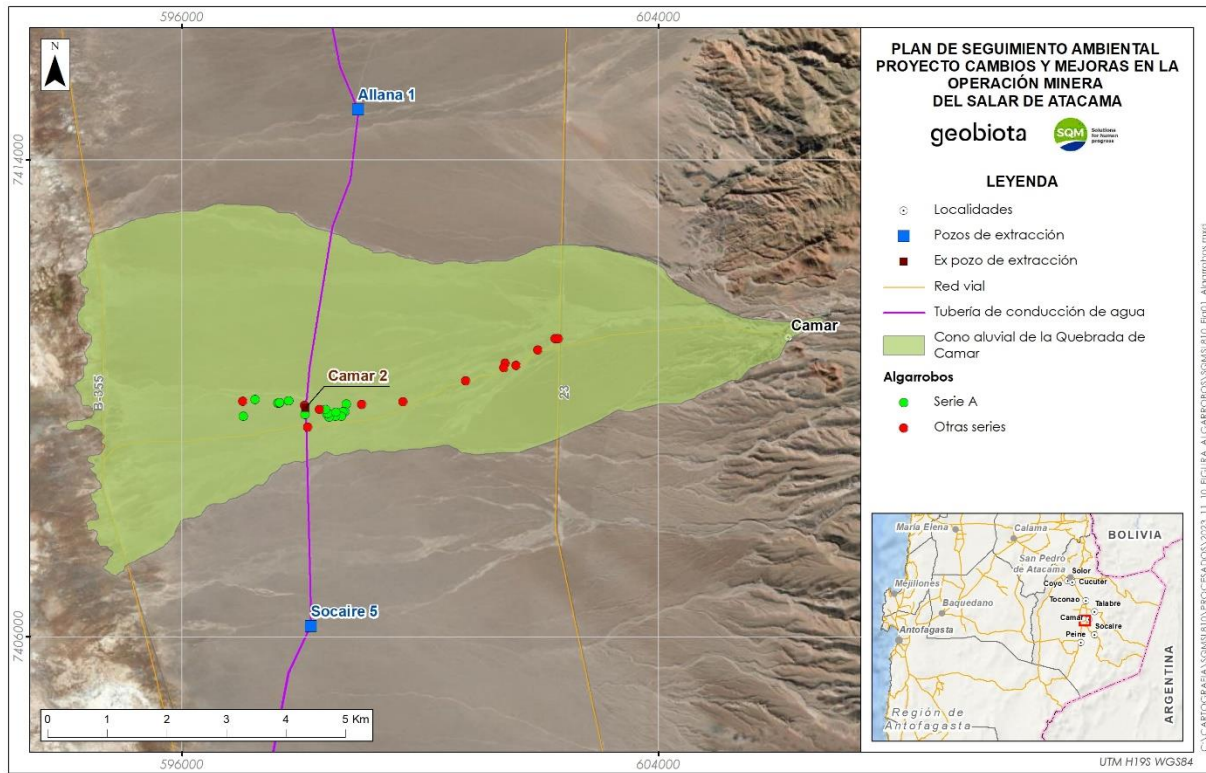 596000
604000
N
Allana 1
7414000
Camar
Camar 2
B-355
23
Socaire 5
7406000
0 1 2 3 4 5 Km
596000
604000
PLAN DE SEGUIMIENTO AMBIENTAL
PROYECTO CAMBIOS Y MEJORAS EN LA
OPERACIÓN MINERA
DEL SALAR DE ATACAMA
geobiota
SQM
Solutions
for human
progress
LEYENDA
Localidades
Pozos de extracción
Ex pozo de extracción
Red vial
Tubería de conducción de agua
Cono aluvial de la Quebrada de
Camar
Algarrobos
Serie A
Otras series
María Elena
Calama
BOLIVIA
San Pedro
de Atacama
Solor
Coyo
Cucuter
Mejillones
Toconao
Talabre
Baquedano
Camar
Socaire
Antofagasta
Peine
ARGENTINA
Región de
Antofagasta
UTM H19S WGS84